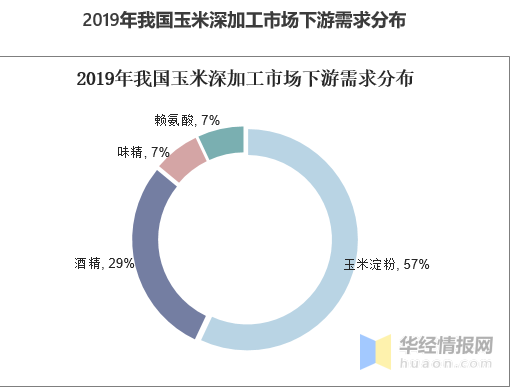 2019年我国玉米深加工市场下游需求分布
2019年我国玉米深加工市场下游需求分布
赖氨酸, 7%
味精, 7%
酒精, 29%
玉米淀粉, 57%
华经情报网
huaon.com